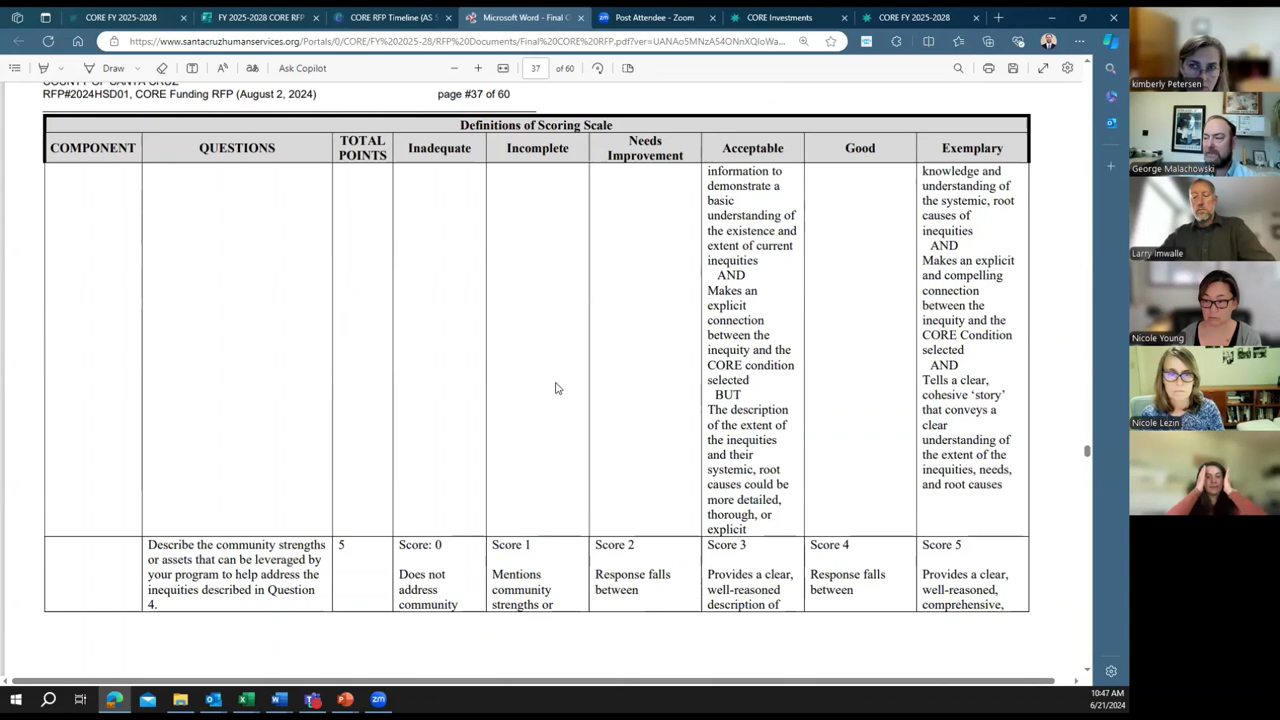 CORE FY 2025-2028
FY 2025-2028 CORE RFP
CORE RFP Timeline (AS
Microsoft Word - Final C
Post Attendee - Zoom
CORE Investments
CORE FY 2025-2028
https://www.santacruzhumanservices.org/Portals/0/CORE/FY%202025-28/RFP%20Documents/Final%20CORE%20RFP.pdf?ver=UANAo5MNzA54ONnXQIoWa...
Draw
Ask Copilot
37
of 60
RFP#2024HSD01, CORE Funding RFP (August 2, 2024)
page #37 of 60
Definitions of Scoring Scale
COMPONENT
QUESTIONS
TOTAL
POINTS
Inadequate
Incomplete
Needs
Improvement
Acceptable
Good
Exemplary
information to
demonstrate a
basic
understanding of
the existence and
extent of current
inequities
AND
Makes an
explicit
connection
between the
inequity and the
CORE condition
selected
BUT
The description
of the extent of
the inequities
and their
systemic, root
causes could be
more detailed,
thorough, or
explicit
knowledge and
understanding of
the systemic, root
causes of
inequities
AND
Makes an explicit
and compelling
connection
between the
inequity and the
CORE Condition
selected
AND
Tells a clear,
cohesive ‘story’
that conveys a
clear
understanding of
the extent of the
inequities, needs,
and root causes
Describe the community strengths
or assets that can be leveraged by
your program to help address the
inequities described in Question
4.
5
Score: 0
Does not
address
community
Score 1
Mentions
community
strengths or
Score 2
Response falls
between
Score 3
Provides a clear,
well-reasoned
description of
Score 4
Response falls
between
Score 5
Provides a clear,
well-reasoned,
comprehensive,
kimberly Petersen
George Malachowski
Larry Imwalle
Nicole Young
Nicole Lezin
10:47 AM
6/21/2024